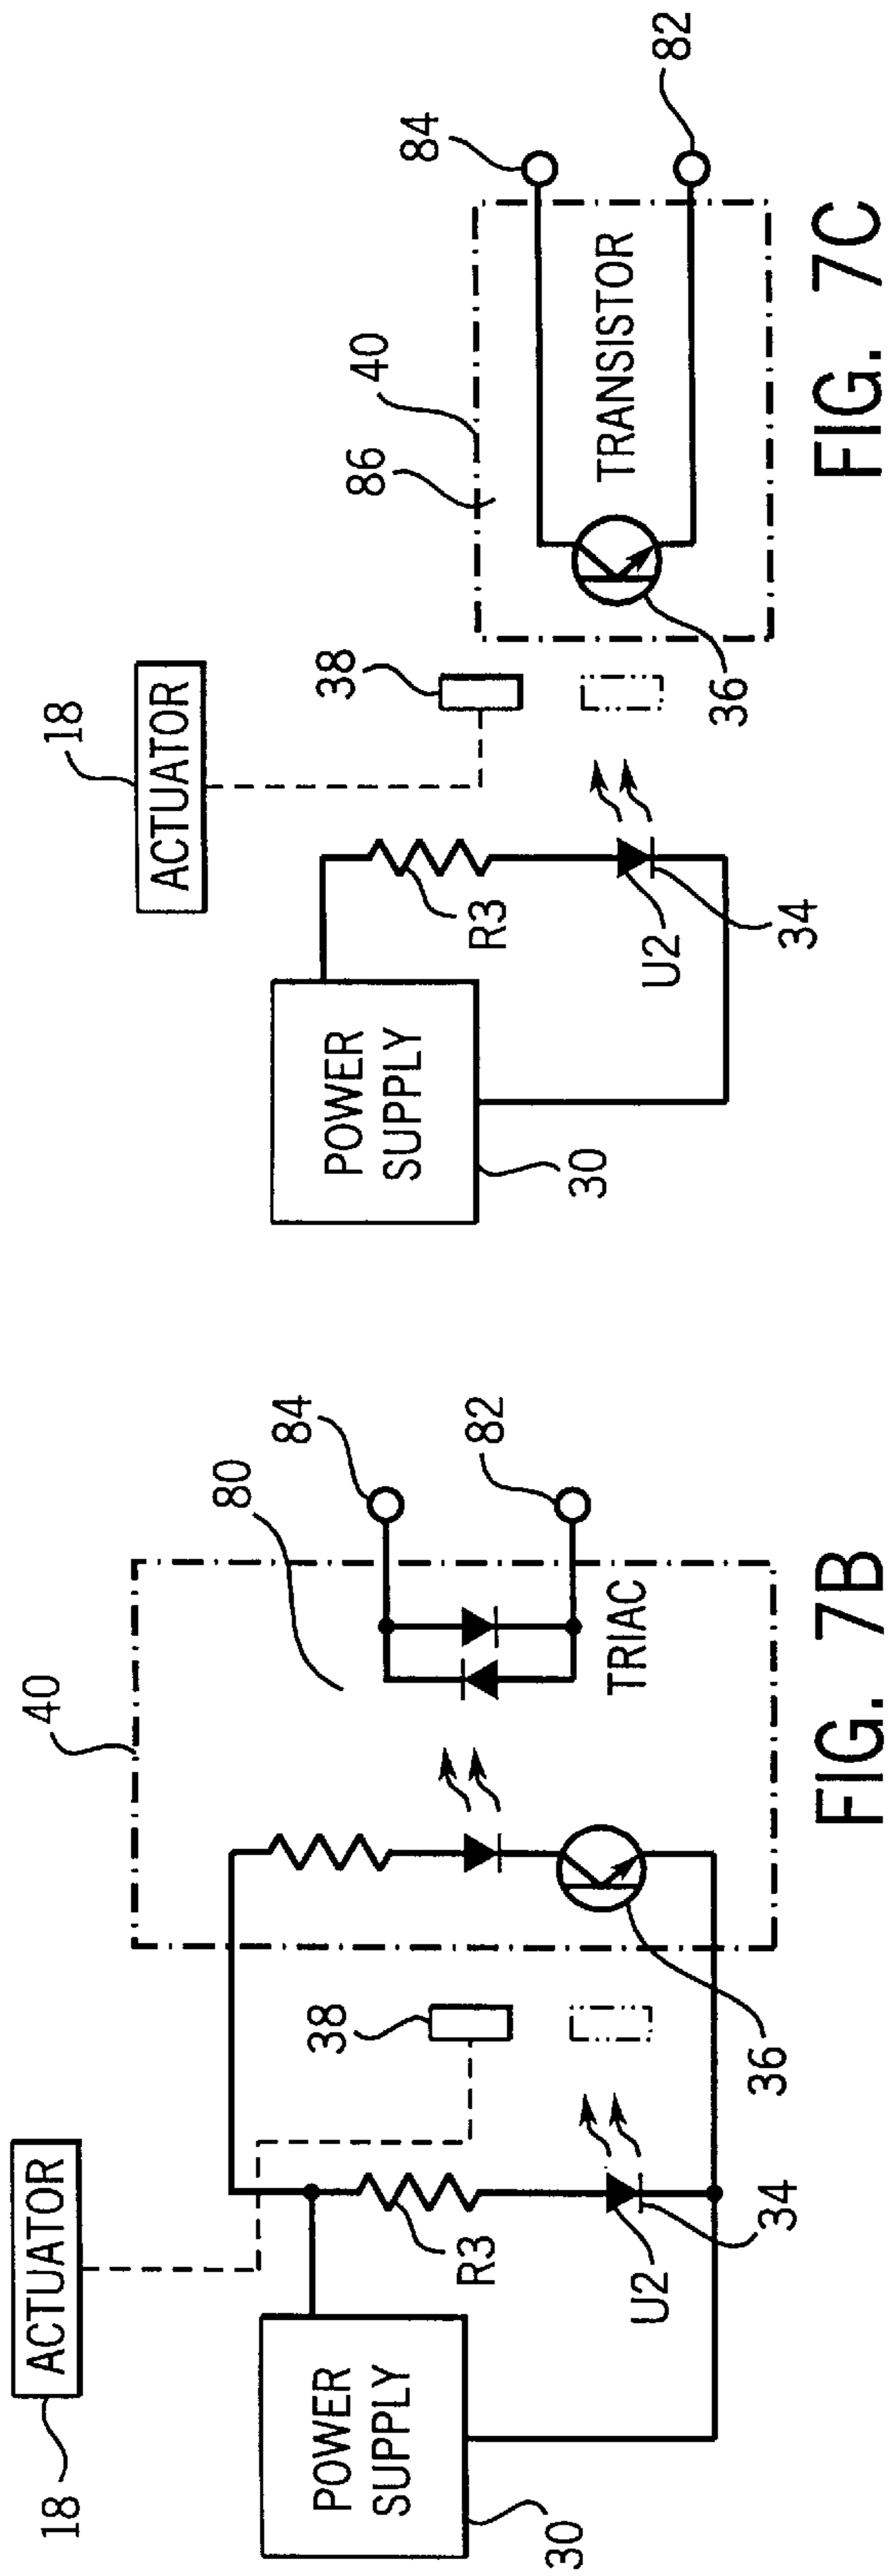 18
ACTUATOR
40
80
84
82
38
POWER
SUPPLY
R3
U2
34
36
30
TRIAC
FIG. 7B
18
ACTUATOR
38
86
40
84
82
POWER
SUPPLY
R3
U2
34
36
30
TRANSISTOR
FIG. 7C